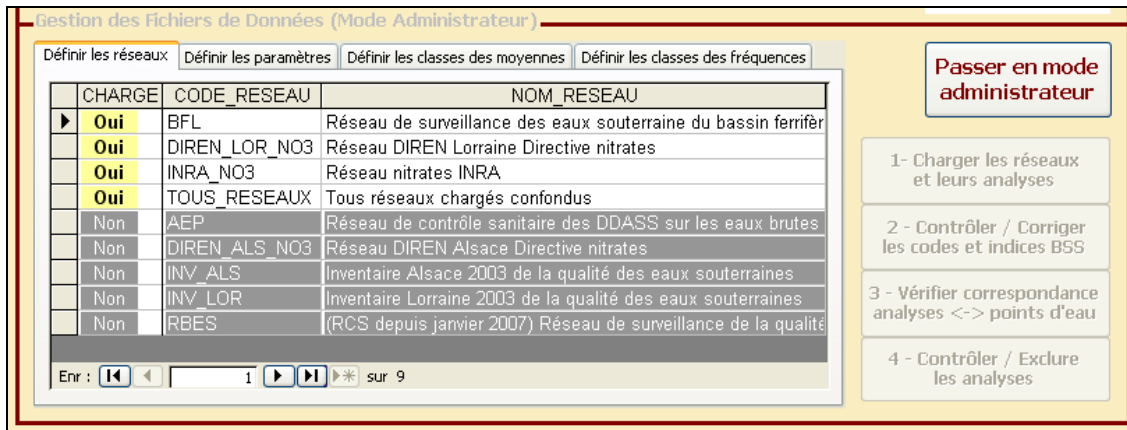 Gestion des Fichiers de Données (Mode Administrateur)
Définir les réseaux Définir les paramètres Définir les classes des moyennes Définir les classes des fréquences
CHARGE CODE_RESEAU NOM_RESEAU
Oui BFL Réseau de surveillance des eaux souterraine du bassin ferrifèr
Oui DIREN_LOR_NO3 Réseau DIREN Lorraine Directive nitrates
Oui INRA_NO3 Réseau nitrates INRA
Oui TOUS_RESEAUX Tous réseaux chargés confondus
Non AEP Réseau de contrôle sanitaire des DDASS sur les eaux brutes
Non DIREN_ALS_NO3 Réseau DIREN Alsace Directive nitrates
Non INV_ALS Inventaire Alsace 2003 de la qualité des eaux souterraines
Non INV_LOR Inventaire Lorraine 2003 de la qualité des eaux souterraines
Non RBES (RCS depuis janvier 2007) Réseau de surveillance de la qualité
Enr : 1 sur 9
Passer en mode
administrateur
1- Charger les réseaux
et leurs analyses
2 - Contrôler / Corriger
les codes et indices BSS
3 - Vérifier correspondance
analyses <-> points d'eau
4 - Contrôler / Exclure
les analyses